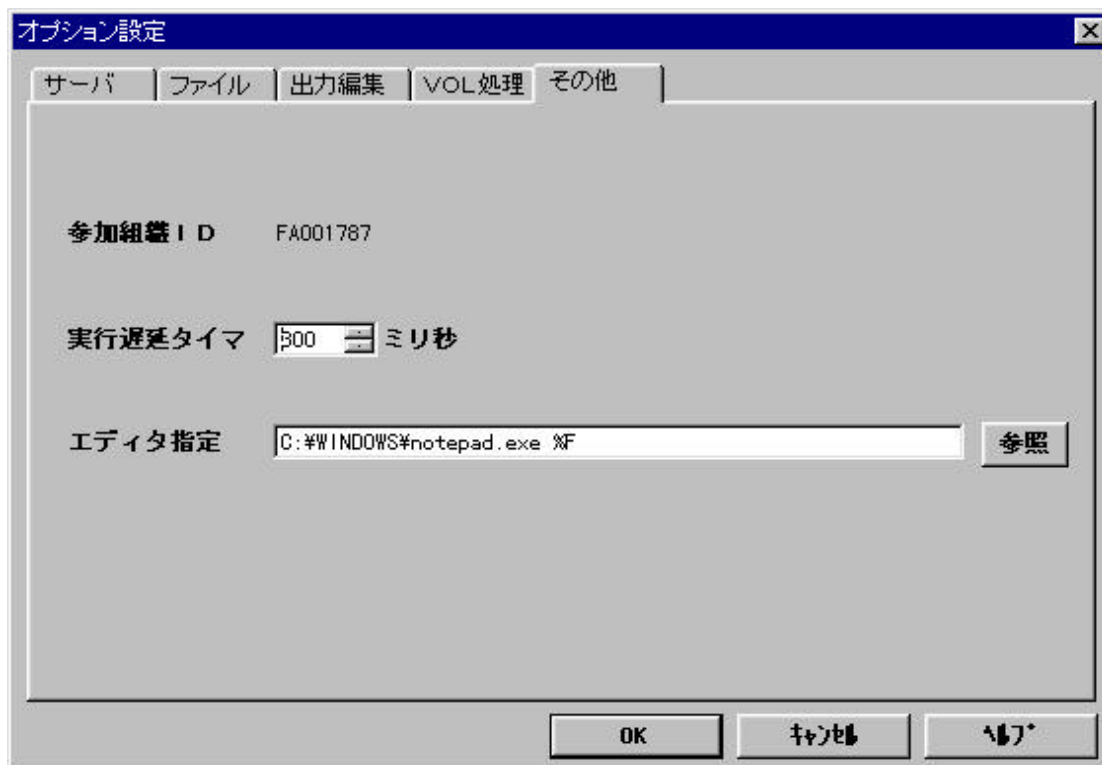 オプション設定
サーバ ファイル 出力編集 VOL処理 その他
参加組織ID FA001787
実行遅延タイマ 300 ミリ秒
エディタ指定 C:¥WINDOWS¥notepad.exe %F 参照
OK ｷｬﾝｾﾙ ﾍﾙﾌﾟ